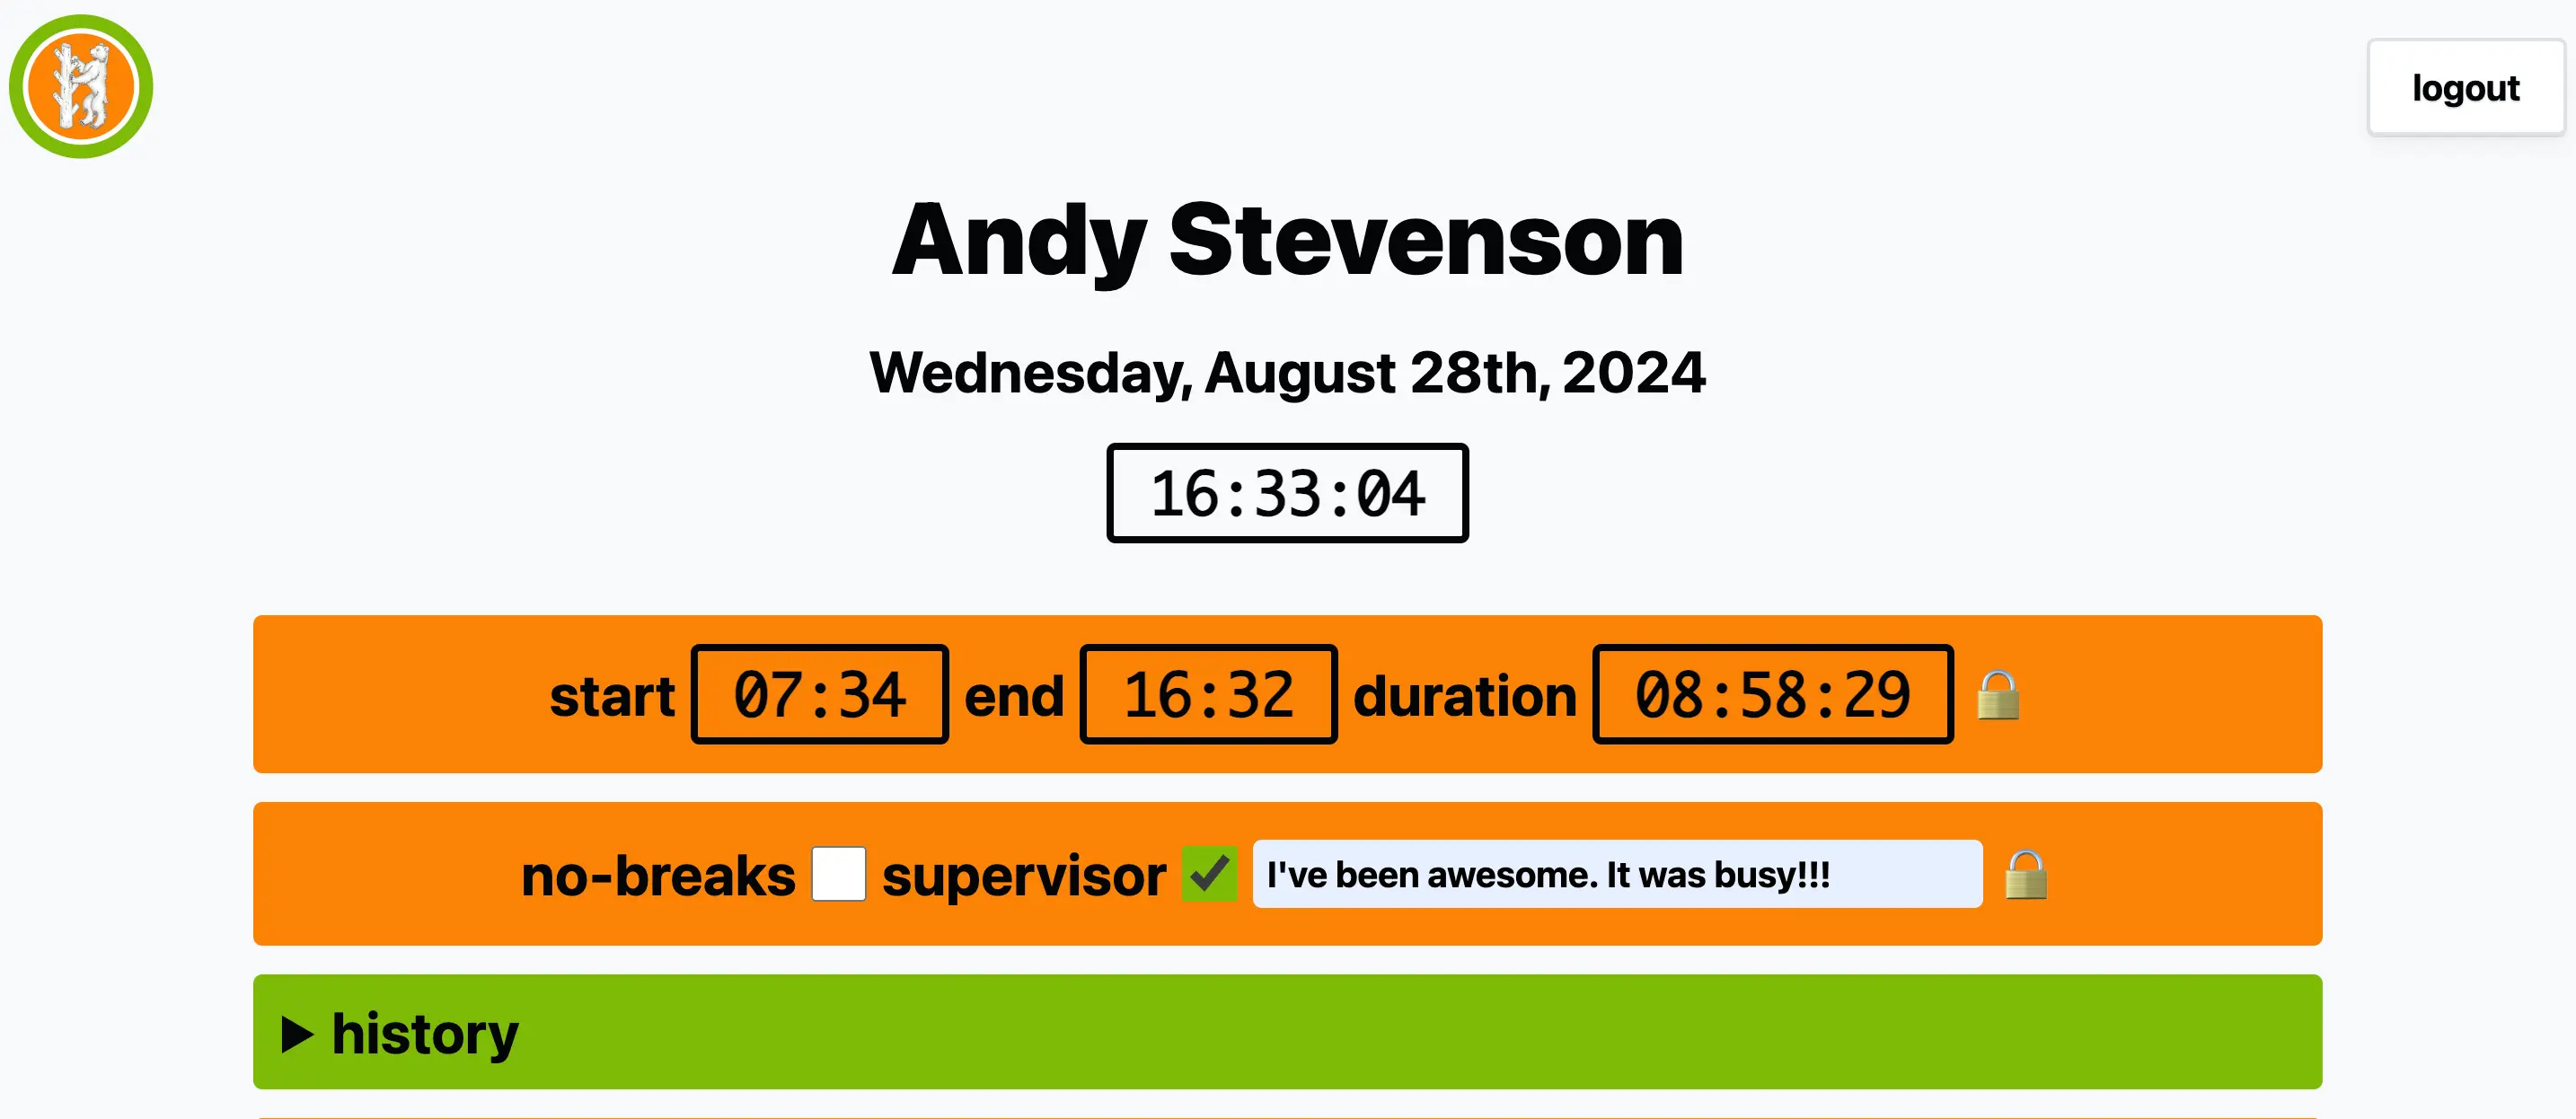 logout
Andy Stevenson
Wednesday, August 28th, 2024
16:33:04
start 07:34 end 16:32 duration 08:58:29
no-breaks supervisor I've been awesome. It was busy!!!
history